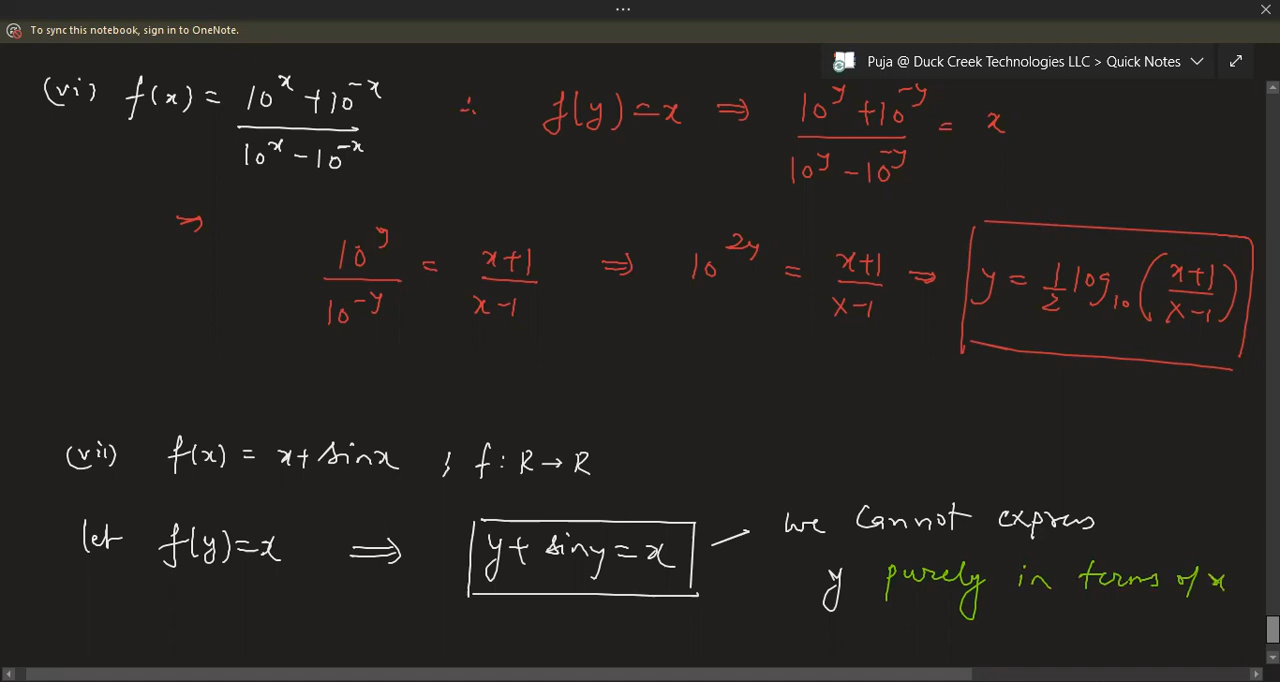 To sync this notebook, sign in to OneNote.
Puja @ Duck Creek Technologies LLC > Quick Notes
(vi) f(x) = (10^x + 10^-x)/(10^x - 10^-x) ∴ f(y) = x ⟹ (10^y + 10^-y)/(10^y - 10^-y) = x
⇒ 10^y/10^-y = (x+1)/(x-1) ⟹ 10^2y = (x+1)/(x-1) ⇒ y = 1/2 log_10 ((x+1)/(x-1))
(vii) f(x) = x + sinx ; f : R → R
let f(y) = x ⟹ y + siny = x — we cannot express
y purely in terms of x